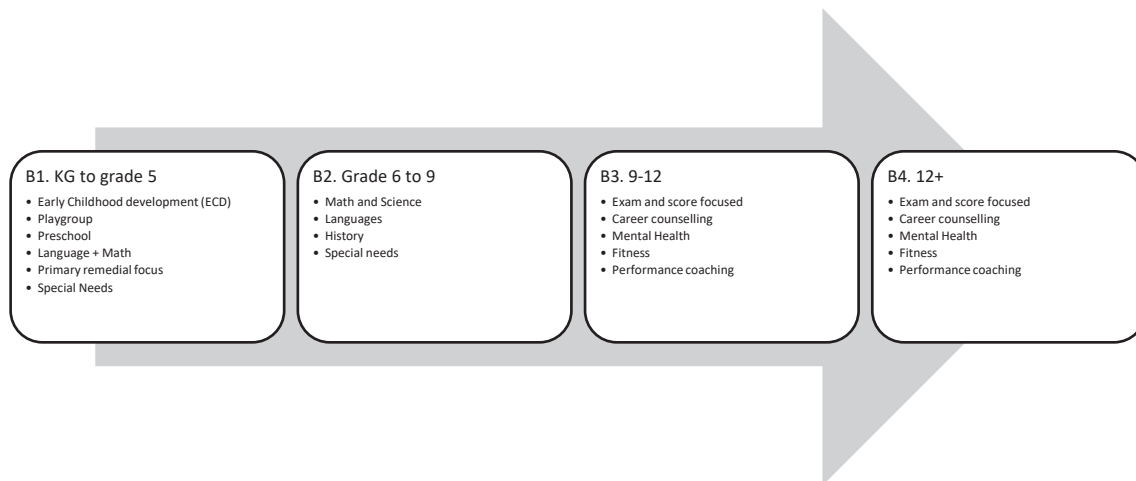 B1. KG to grade 5
• Early Childhood development (ECD)
• Playgroup
• Preschool
• Language + Math
• Primary remedial focus
• Special Needs
B2. Grade 6 to 9
• Math and Science
• Languages
• History
• Special needs
B3. 9-12
• Exam and score focused
• Career counselling
• Mental Health
• Fitness
• Performance coaching
B4. 12+
• Exam and score focused
• Career counselling
• Mental Health
• Fitness
• Performance coaching